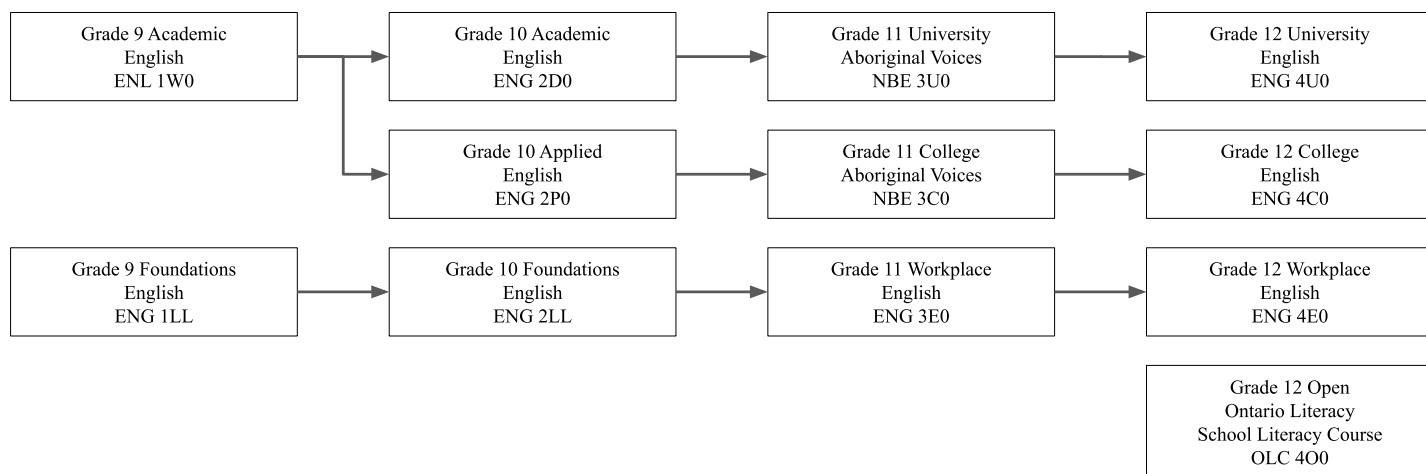 Grade 9 Academic
English
ENL 1W0
Grade 10 Academic
English
ENG 2D0
Grade 11 University
Aboriginal Voices
NBE 3U0
Grade 12 University
English
ENG 4U0
Grade 10 Applied
English
ENG 2P0
Grade 11 College
Aboriginal Voices
NBE 3C0
Grade 12 College
English
ENG 4C0
Grade 9 Foundations
English
ENG 1LL
Grade 10 Foundations
English
ENG 2LL
Grade 11 Workplace
English
ENG 3E0
Grade 12 Workplace
English
ENG 4E0
Grade 12 Open
Ontario Literacy
School Literacy Course
OLC 4O0